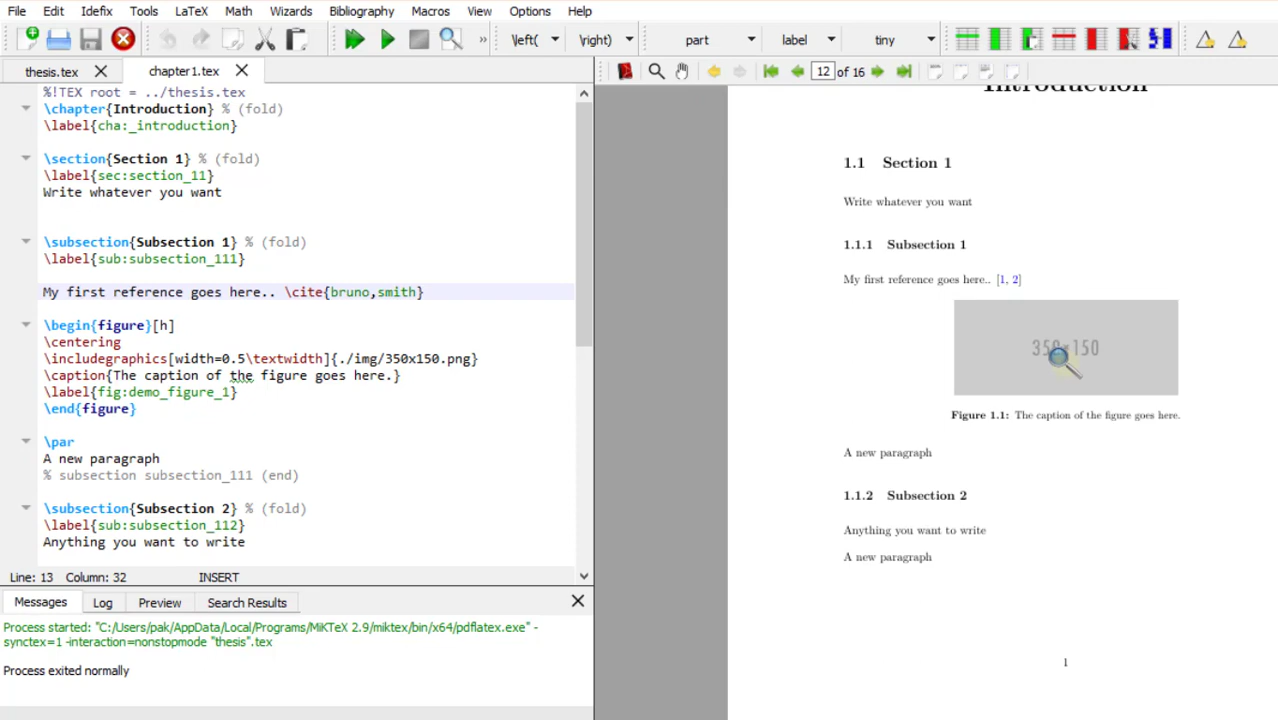 File Edit Idefix Tools LaTeX Math Wizards Bibliography Macros View Options Help
» \left( \right) part label tiny
thesis.tex chapter1.tex
12 of 16
%!TEX root = ../thesis.tex
\chapter{Introduction} % (fold)
\label{cha:_introduction}
\section{Section 1} % (fold)
\label{sec:section_11}
Write whatever you want
\subsection{Subsection 1} % (fold)
\label{sub:subsection_111}
My first reference goes here.. \cite{bruno,smith}
\begin{figure}[h]
\centering
\includegraphics[width=0.5\textwidth]{./img/350x150.png}
\caption{The caption of the figure goes here.}
\label{fig:demo_figure_1}
\end{figure}
\par
A new paragraph
% subsection subsection_111 (end)
\subsection{Subsection 2} % (fold)
\label{sub:subsection_112}
Anything you want to write
Line: 13 Column: 32 INSERT
Messages Log Preview Search Results
Process started: "C:/Users/pak/AppData/Local/Programs/MiKTeX 2.9/miktex/bin/x64/pdflatex.exe" -
synctex=1 -interaction=nonstopmode "thesis".tex
Process exited normally
Introduction
1.1 Section 1
Write whatever you want
1.1.1 Subsection 1
My first reference goes here.. [1, 2]
350×150
Figure 1.1: The caption of the figure goes here.
A new paragraph
1.1.2 Subsection 2
Anything you want to write
A new paragraph
1